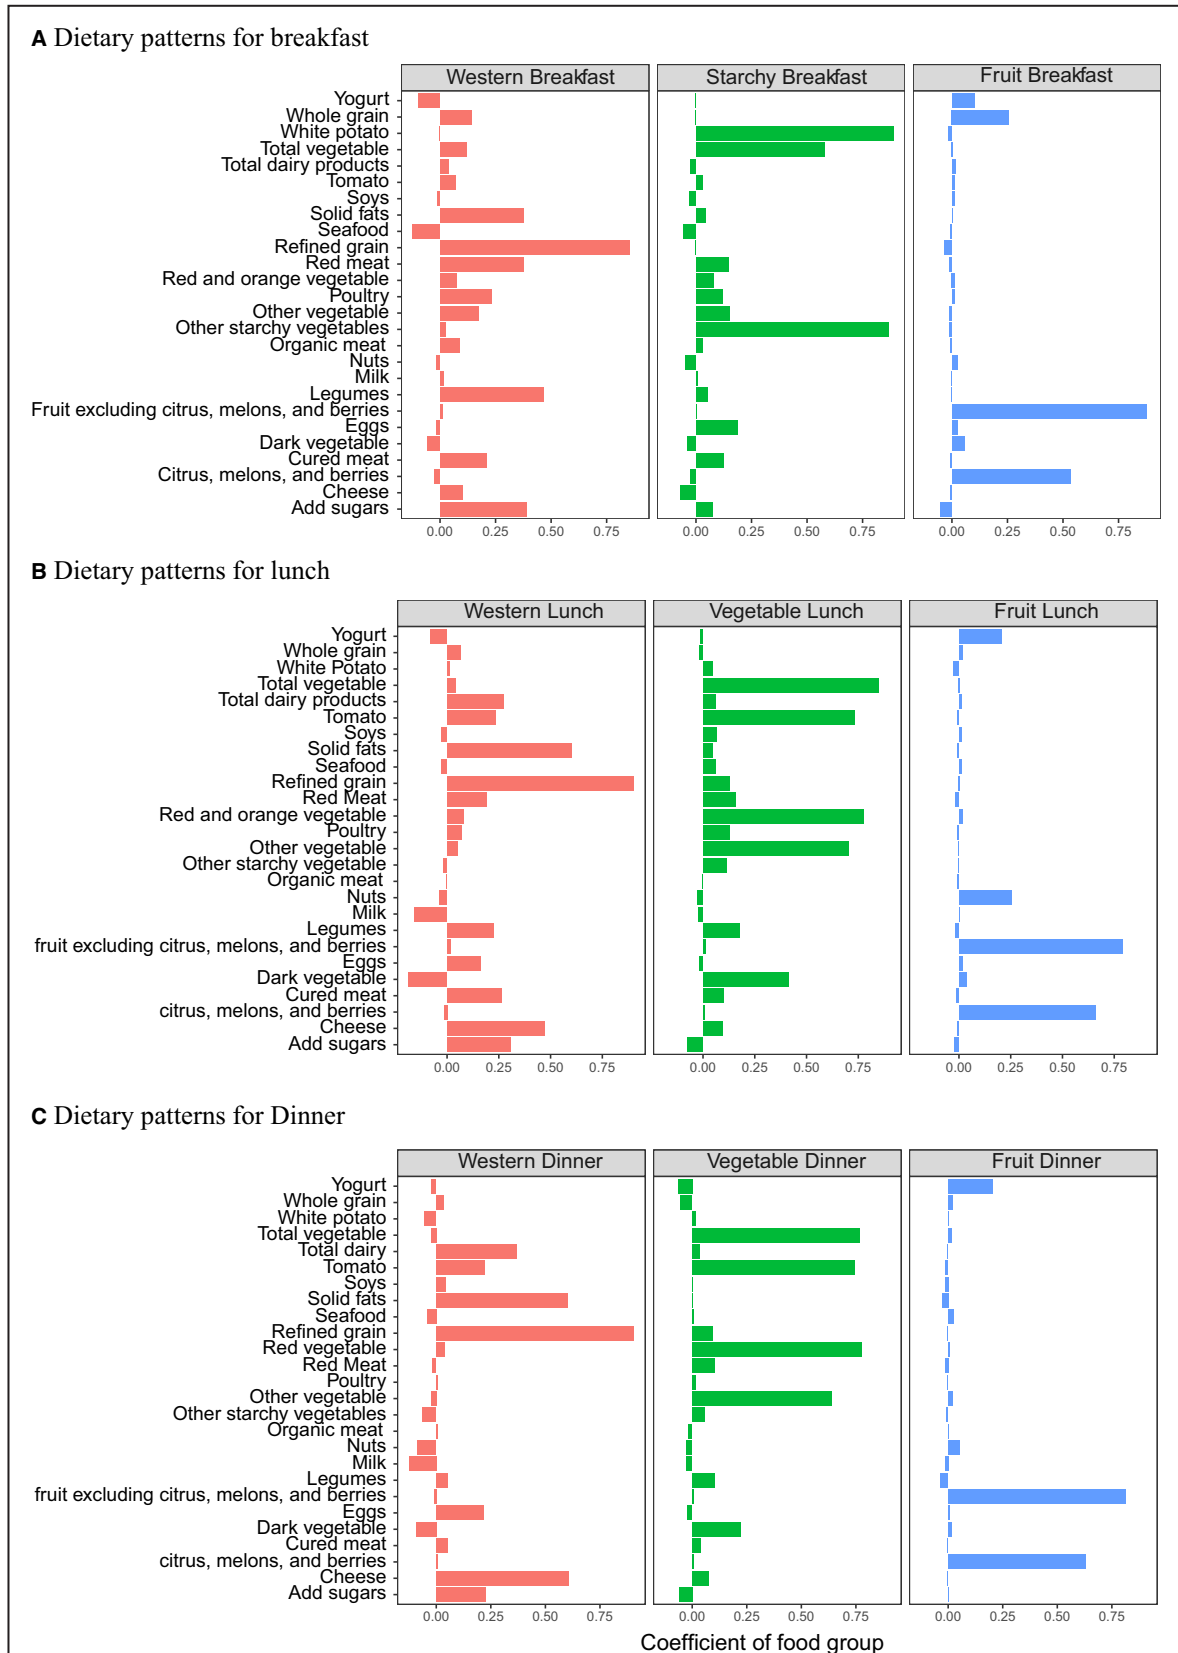 A Dietary patterns for breakfast
Western Breakfast Starchy Breakfast Fruit Breakfast
Yogurt
Whole grain
White potato
Total vegetable
Total dairy products
Tomato
Soys
Solid fats
Seafood
Refined grain
Red meat
Red and orange vegetable
Poultry
Other vegetable
Other starchy vegetables
Organic meat
Nuts
Milk
Legumes
Fruit excluding citrus, melons, and berries
Eggs
Dark vegetable
Cured meat
Citrus, melons, and berries
Cheese
Add sugars
0.00 0.25 0.50 0.75 0.00 0.25 0.50 0.75 0.00 0.25 0.50 0.75
B Dietary patterns for lunch
Western Lunch Vegetable Lunch Fruit Lunch
Yogurt
Whole grain
White Potato
Total vegetable
Total dairy products
Tomato
Soys
Solid fats
Seafood
Refined grain
Red Meat
Red and orange vegetable
Poultry
Other vegetable
Other starchy vegetable
Organic meat
Nuts
Milk
Legumes
fruit excluding citrus, melons, and berries
Eggs
Dark vegetable
Cured meat
citrus, melons, and berries
Cheese
Add sugars
0.00 0.25 0.50 0.75 0.00 0.25 0.50 0.75 0.00 0.25 0.50 0.75
C Dietary patterns for Dinner
Western Dinner Vegetable Dinner Fruit Dinner
Yogurt
Whole grain
White potato
Total vegetable
Total dairy
Tomato
Soys
Solid fats
Seafood
Refined grain
Red vegetable
Red Meat
Poultry
Other vegetable
Other starchy vegetables
Organic meat
Nuts
Milk
Legumes
fruit excluding citrus, melons, and berries
Eggs
Dark vegetable
Cured meat
citrus, melons, and berries
Cheese
Add sugars
0.00 0.25 0.50 0.75 0.00 0.25 0.50 0.75 0.00 0.25 0.50 0.75
Coefficient of food group